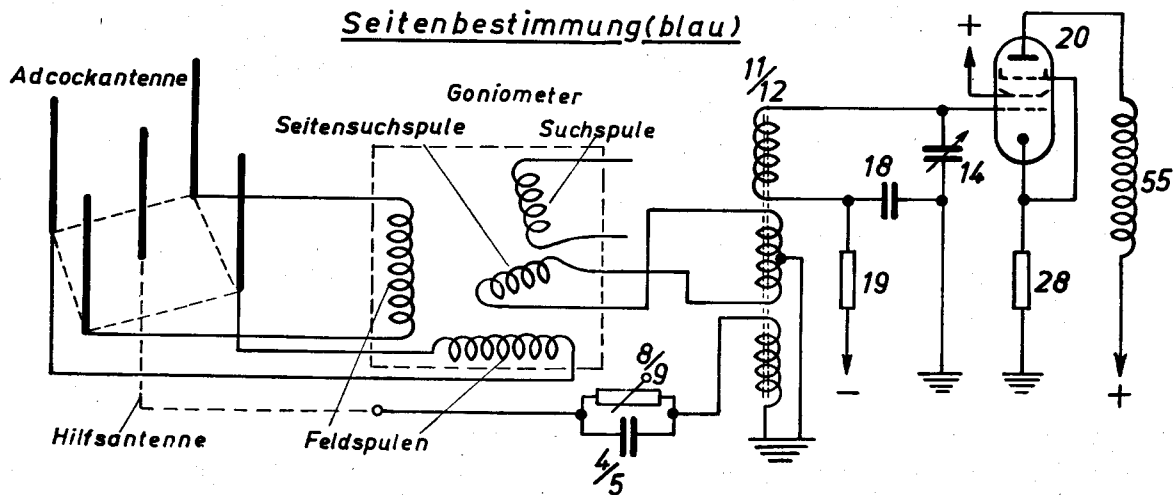 Seitenbestimmung(blau)
Adcockantenne
Goniometer
Seitensuchspule
Suchspule
11/12
+
20
18
14
55
19
28
8/9
-
+
Hilfsantenne
Feldspulen
4/5